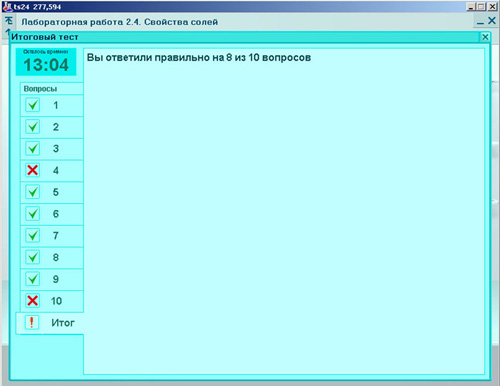 ts24 277,594
Лабораторная работа 2.4. Свойства солей
Итоговый тест
Осталось времени
13:04
Вы ответили правильно на 8 из 10 вопросов
Вопросы
1
2
3
4
5
6
7
8
9
10
Итог